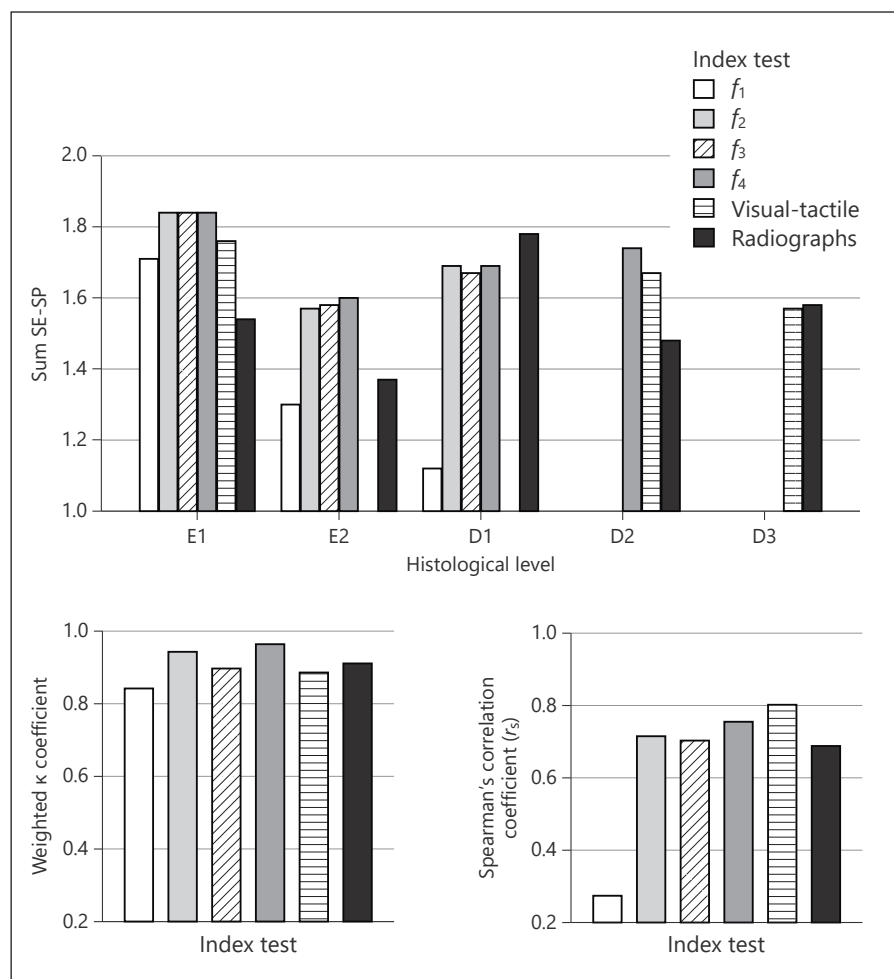 Index test
f1
f2
f3
f4
Visual-tactile
Radiographs
2.0
1.8
1.6
1.4
1.2
1.0
Sum SE-SP
E1 E2 D1 D2 D3
Histological level
1.0
0.8
0.6
0.4
0.2
Weighted κ coefficient
Index test
1.0
0.8
0.6
0.4
0.2
Spearman's correlation
coefficient (rs)
Index test